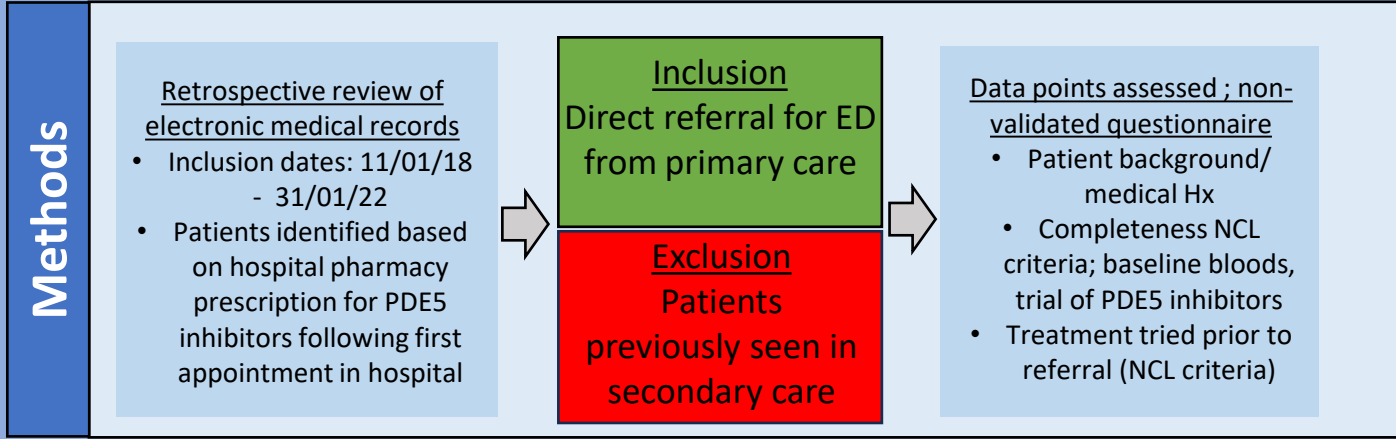 Methods
Retrospective review of
electronic medical records
• Inclusion dates: 11/01/18
- 31/01/22
• Patients identified based
on hospital pharmacy
prescription for PDE5
inhibitors following first
appointment in hospital
Inclusion
Direct referral for ED
from primary care
Exclusion
Patients
previously seen in
secondary care
Data points assessed ; non-
validated questionnaire
• Patient background/
medical Hx
• Completeness NCL
criteria; baseline bloods,
trial of PDE5 inhibitors
• Treatment tried prior to
referral (NCL criteria)